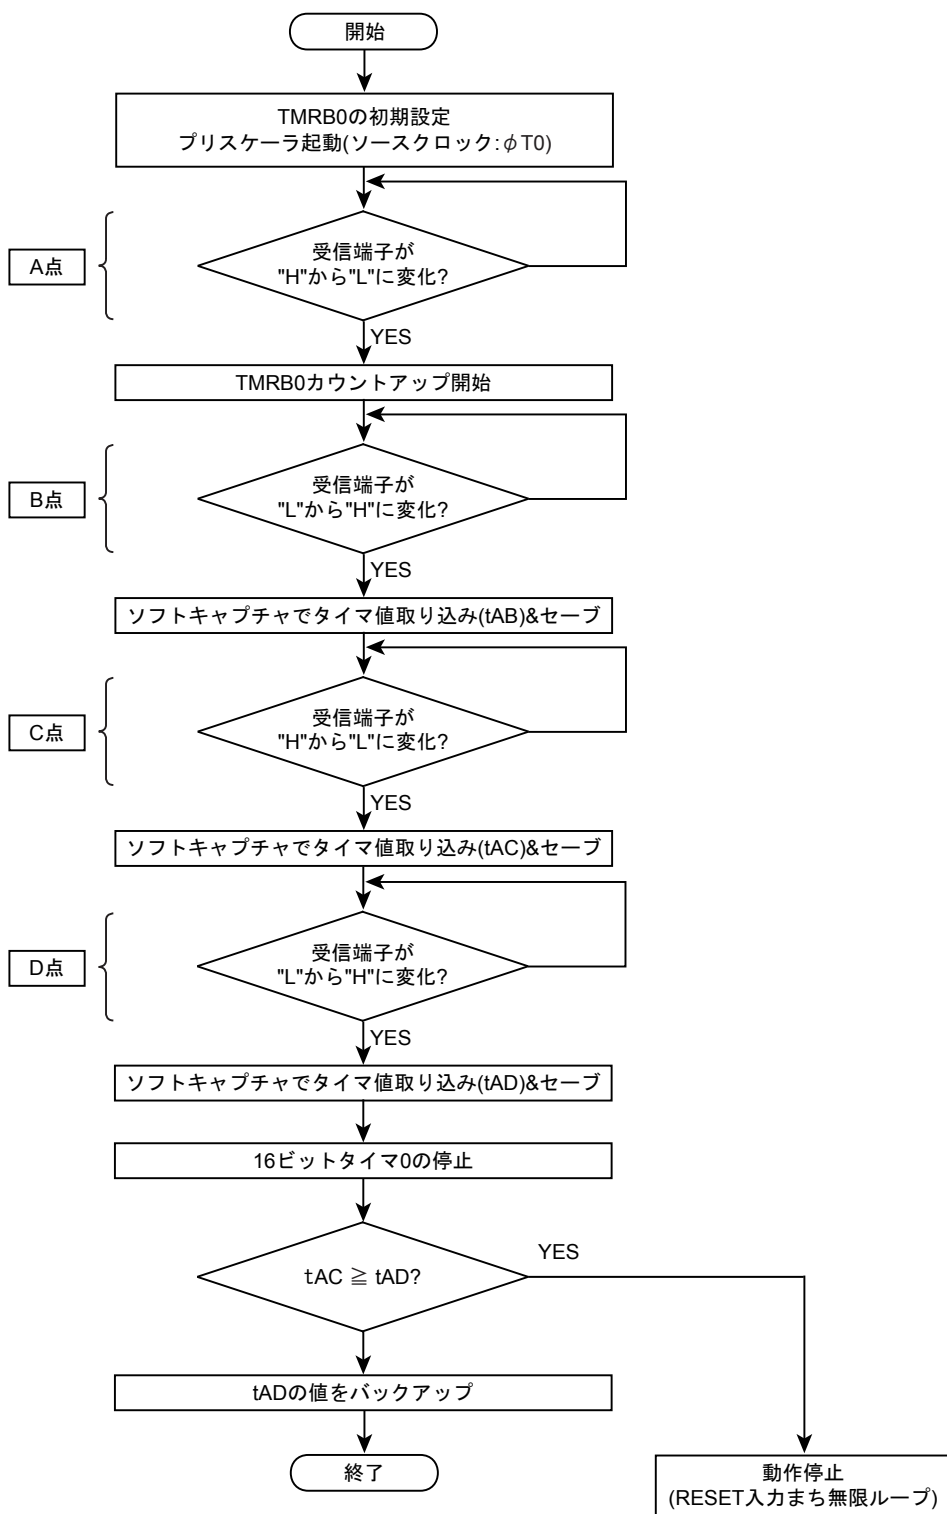 開始
TMRB0の初期設定
プリスケーラ起動(ソースクロック:φT0)
A点
受信端子が
"H"から"L"に変化?
YES
TMRB0カウントアップ開始
B点
受信端子が
"L"から"H"に変化?
YES
ソフトキャプチャでタイマ値取り込み(tAB)&セーブ
C点
受信端子が
"H"から"L"に変化?
YES
ソフトキャプチャでタイマ値取り込み(tAC)&セーブ
D点
受信端子が
"L"から"H"に変化?
YES
ソフトキャプチャでタイマ値取り込み(tAD)&セーブ
16ビットタイマ0の停止
tAC ≧ tAD?
YES
tADの値をバックアップ
終了
動作停止
(RESET入力まち無限ループ)